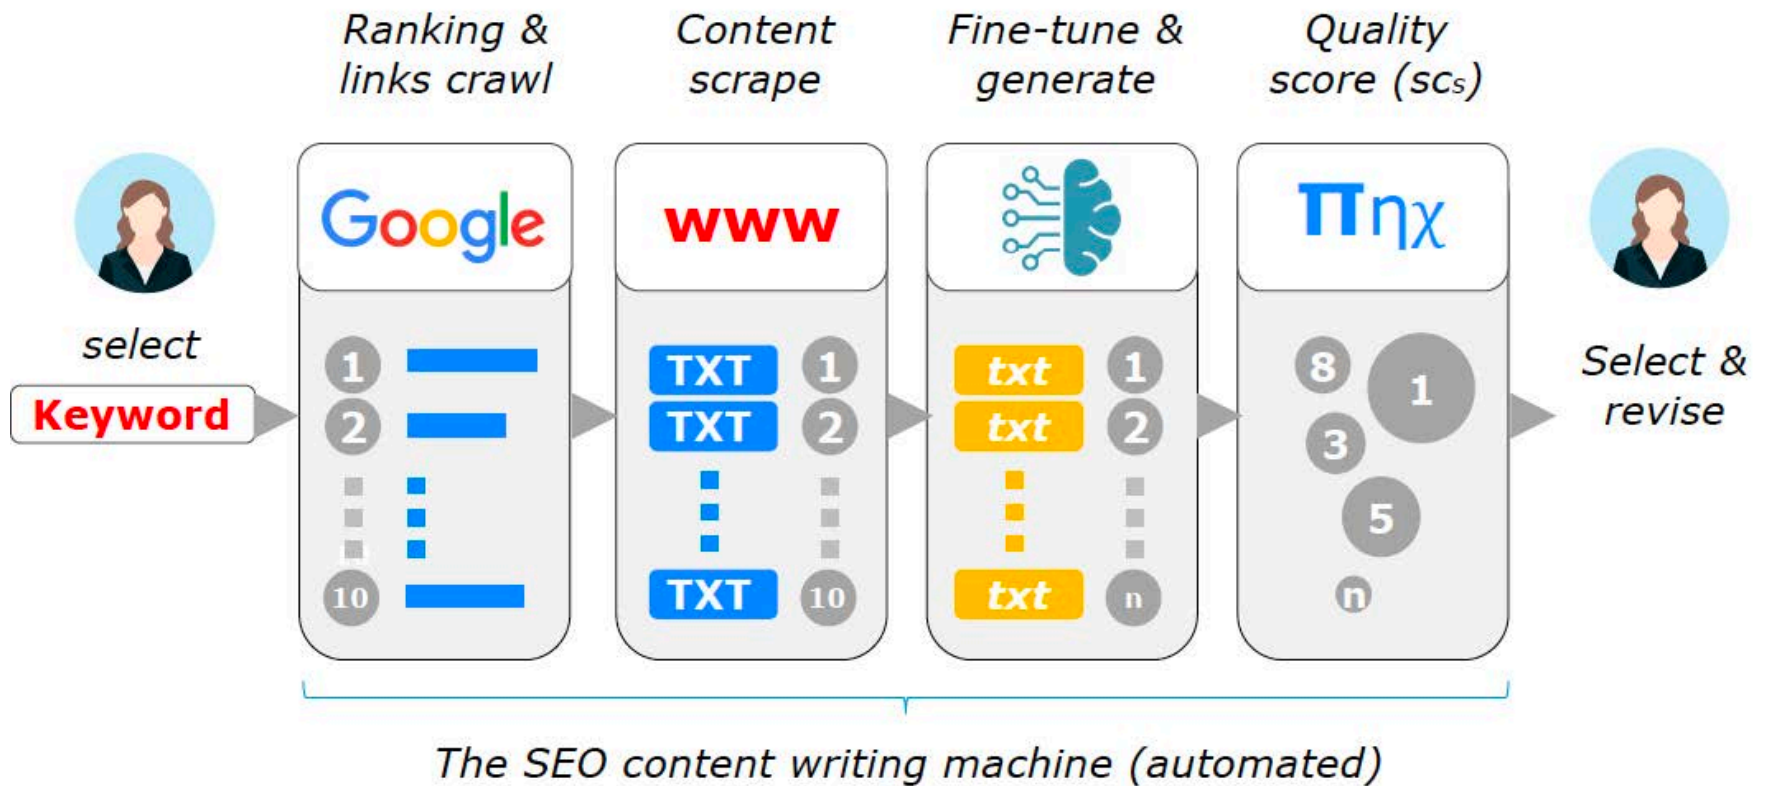 Ranking &
links crawl
Content
scrape
Fine-tune &
generate
Quality
score (scs)
Google
www
πηχ
select
Keyword
1
2
10
TXT 1
TXT 2
TXT 10
txt 1
txt 2
txt n
8
1
3
5
n
Select &
revise
The SEO content writing machine (automated)